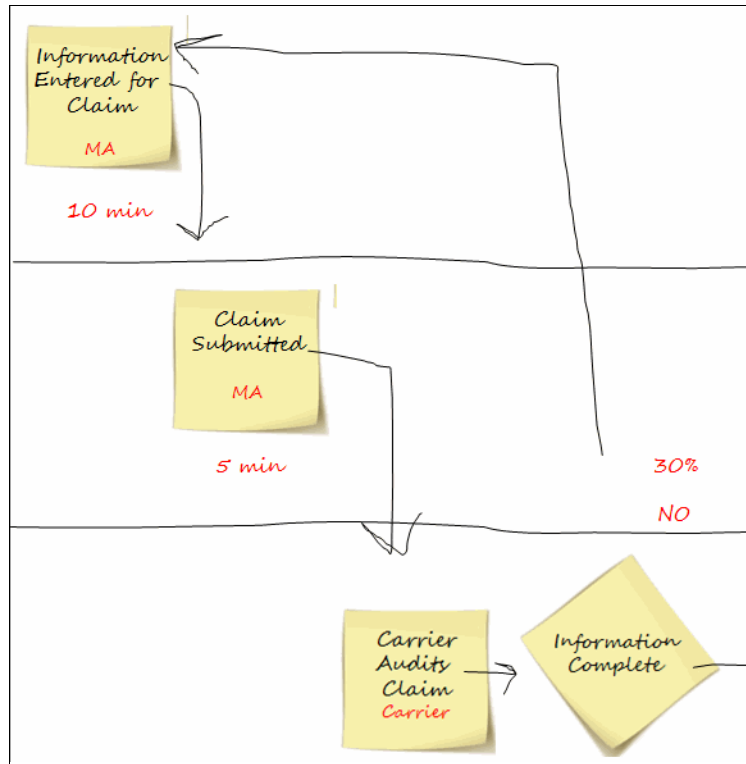 Information
Entered for
Claim
MA
10 min
Claim
Submitted
MA
5 min
30%
NO
Carrier
Audits
Claim
Carrier
Information
Complete